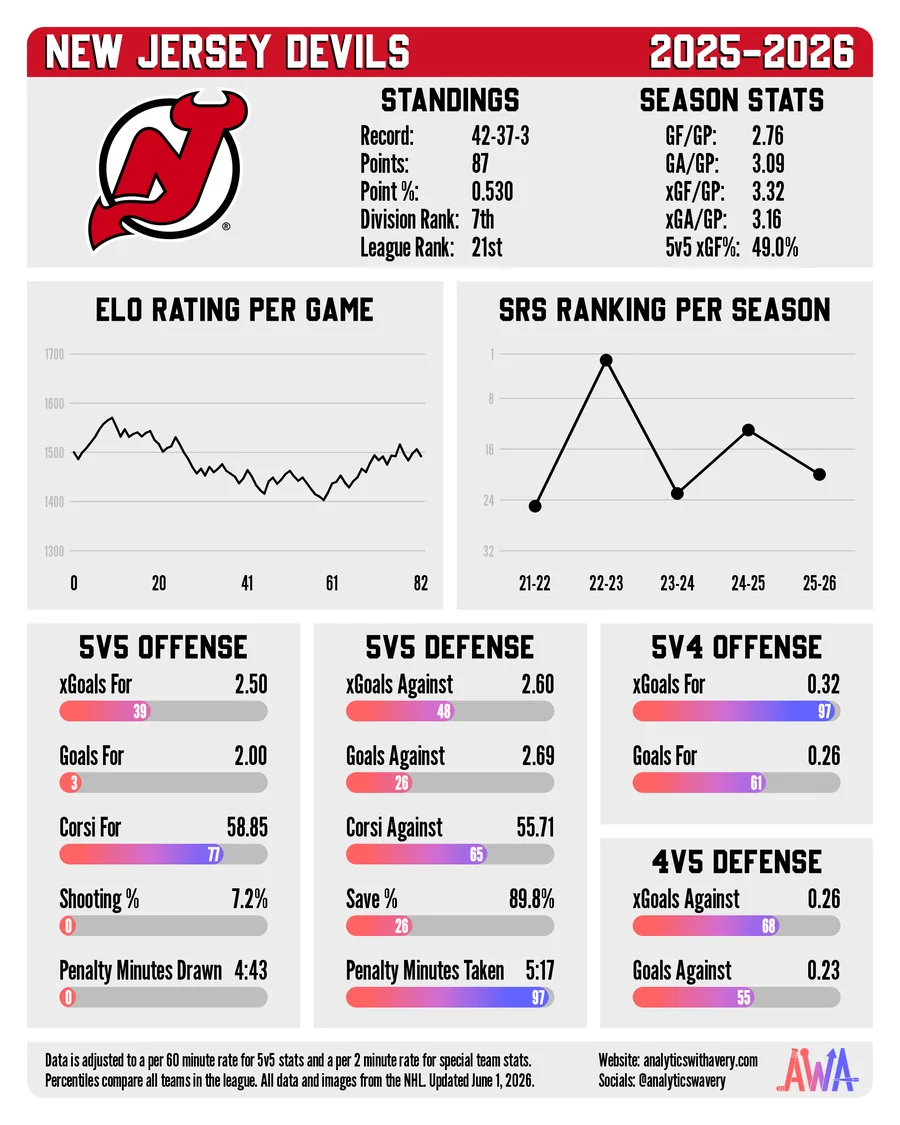 NEW JERSEY DEVILS 2025-2026
STANDINGS
Record: 42-37-3
Points: 87
Point %: 0.530
Division Rank: 7th
League Rank: 21st
SEASON STATS
GF/GP: 2.76
GA/GP: 3.09
xGF/GP: 3.32
xGA/GP: 3.16
5v5 xGF%: 49.0%
NJ
®
ELO RATING PER GAME
1700
1600
1500
1400
1300
0 20 41 61 82
SRS RANKING PER SEASON
1
8
16
24
32
21-22 22-23 23-24 24-25 25-26
5V5 OFFENSE
xGoals For 2.50
39
Goals For 2.00
3
Corsi For 58.85
77
Shooting % 7.2%
0
Penalty Minutes Drawn 4:43
0
5V5 DEFENSE
xGoals Against 2.60
48
Goals Against 2.69
26
Corsi Against 55.71
65
Save % 89.8%
26
Penalty Minutes Taken 5:17
97
5V4 OFFENSE
xGoals For 0.32
97
Goals For 0.26
61
4V5 DEFENSE
xGoals Against 0.26
68
Goals Against 0.23
55
Data is adjusted to a per 60 minute rate for 5v5 stats and a per 2 minute rate for special team stats.
Percentiles compare all teams in the league. All data and images from the NHL. Updated June 1, 2026.
Website: analyticswithavery.com
Socials: @analyticswavery
AWA